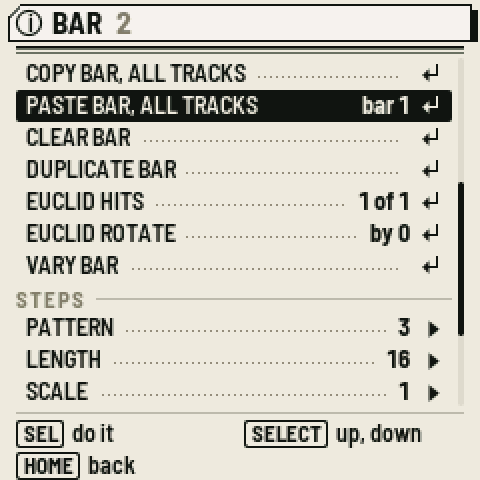 BAR 2
COPY BAR, ALL TRACKS
PASTE BAR, ALL TRACKS bar 1
CLEAR BAR
DUPLICATE BAR
EUCLID HITS 1 of 1
EUCLID ROTATE by 0
VARY BAR
STEPS
PATTERN 3
LENGTH 16
SCALE 1
SEL do it SELECT up, down
HOME back